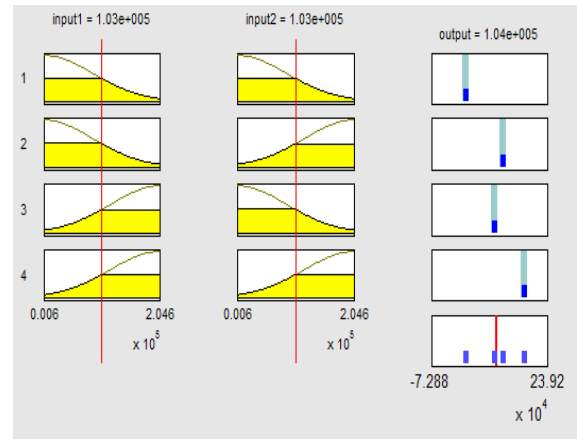 input1 = 1.03e+005
input2 = 1.03e+005
output = 1.04e+005
1
2
3
4
0.006 2.046
0.006 2.046
x 10^5
x 10^5
-7.288 23.92
x 10^4